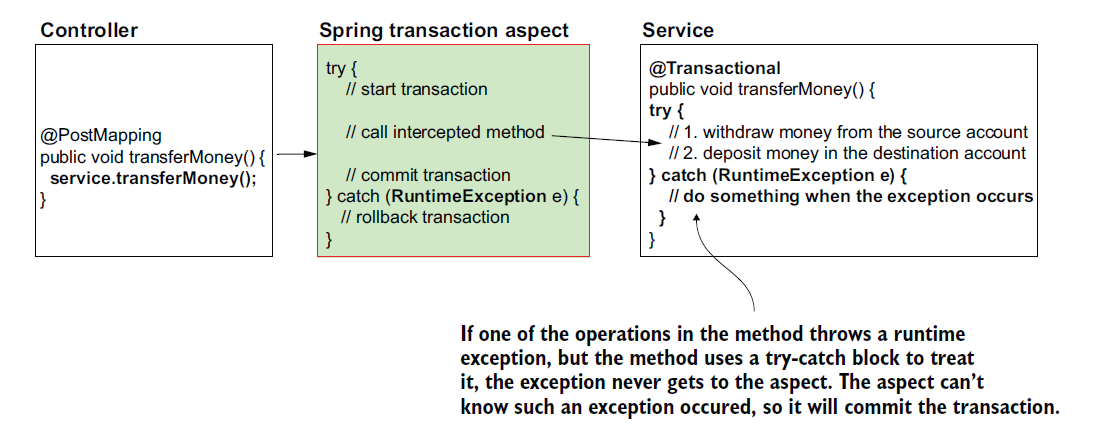 Controller
@PostMapping
public void transferMoney() {
service.transferMoney();
}
Spring transaction aspect
try {
// start transaction
// call intercepted method
// commit transaction
} catch (RuntimeException e) {
// rollback transaction
}
Service
@Transactional
public void transferMoney() {
try {
// 1. withdraw money from the source account
// 2. deposit money in the destination account
} catch (RuntimeException e) {
// do something when the exception occurs
}
}
If one of the operations in the method throws a runtime
exception, but the method uses a try-catch block to treat
it, the exception never gets to the aspect. The aspect can’t
know such an exception occured, so it will commit the transaction.